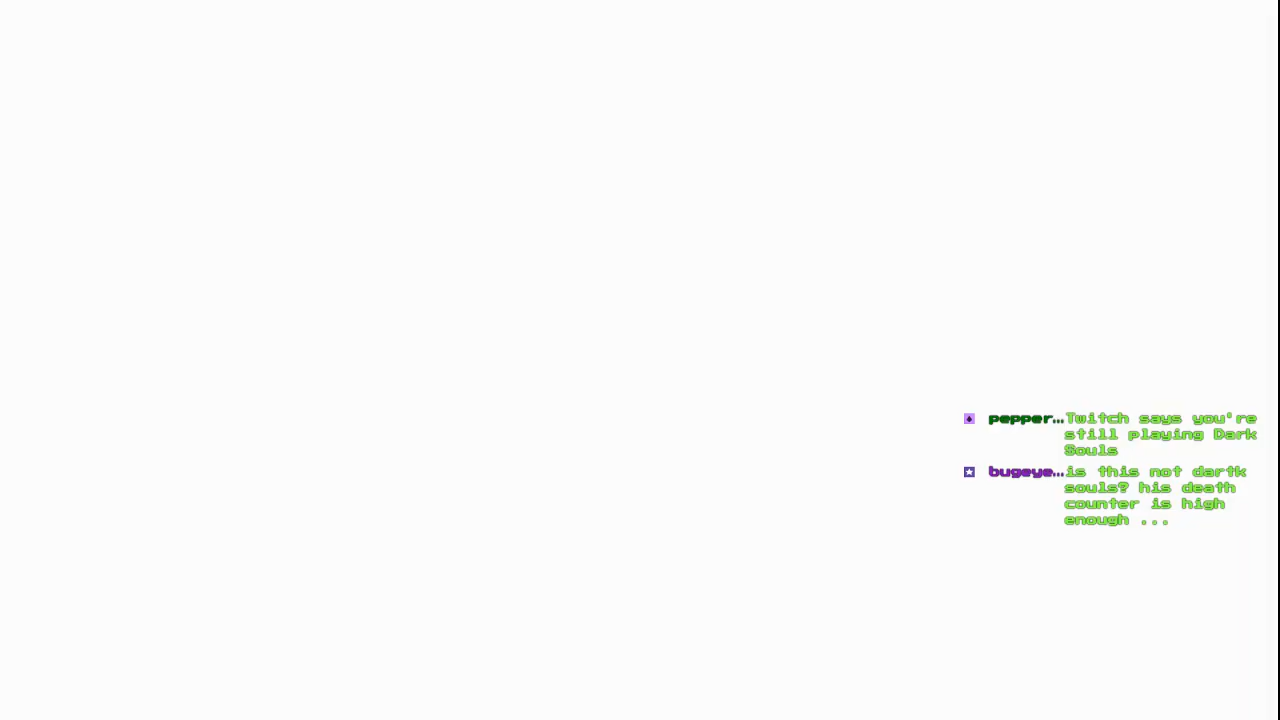 pepper…Twitch says you're
still playing Dark
Souls
bugeye…is this not dartk
souls? his death
counter is high
enough ...